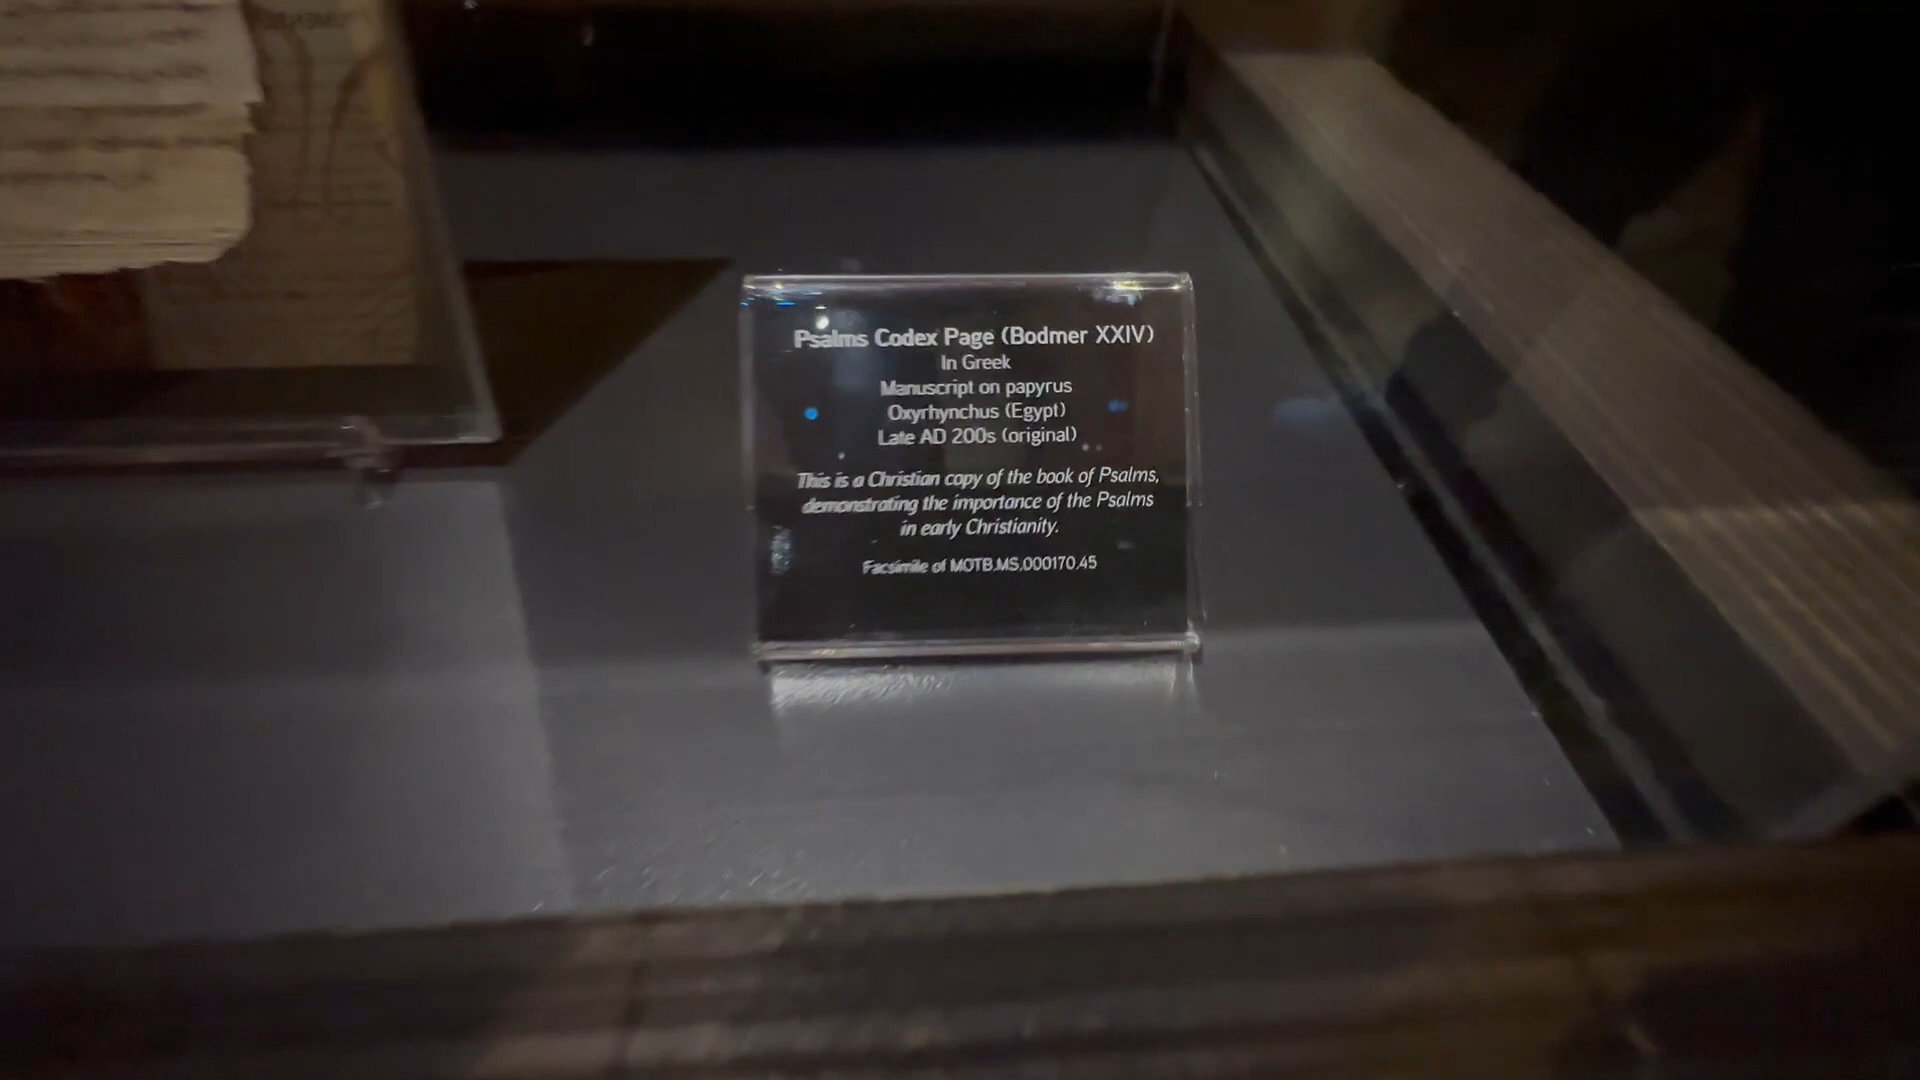 Psalms Codex Page (Bodmer XXIV)
In Greek
Manuscript on papyrus
Oxyrhynchus (Egypt)
Late AD 200s (original)
This is a Christian copy of the book of Psalms,
demonstrating the importance of the Psalms
in early Christianity.
Facsimile of MOTB.MS.000170.45